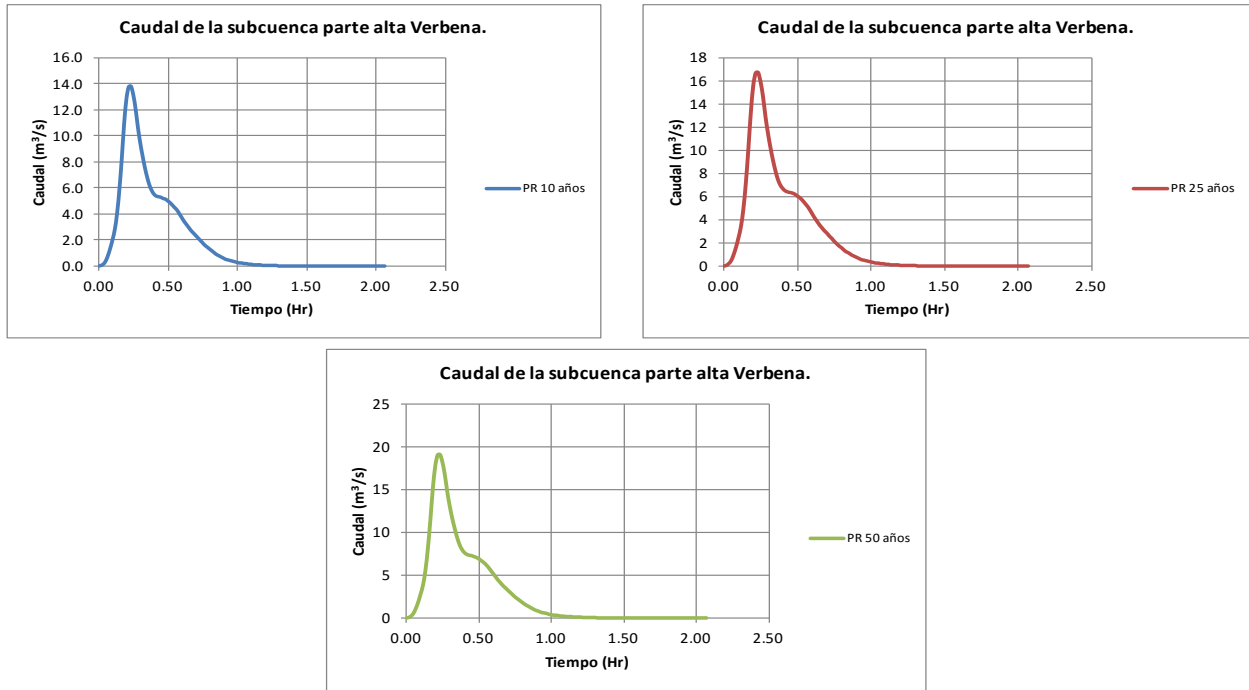 Caudal de la subcuenca parte alta Verbena.
16.0
14.0
12.0
10.0
8.0
6.0
4.0
2.0
0.0
Caudal (m³/s)
0.00 0.50 1.00 1.50 2.00 2.50
Tiempo (Hr)
PR 10 años
Caudal de la subcuenca parte alta Verbena.
18
16
14
12
10
8
6
4
2
0
Caudal (m³/s)
0.00 0.50 1.00 1.50 2.00 2.50
Tiempo (Hr)
PR 25 años
Caudal de la subcuenca parte alta Verbena.
25
20
15
10
5
0
Caudal (m³/s)
0.00 0.50 1.00 1.50 2.00 2.50
Tiempo (Hr)
PR 50 años